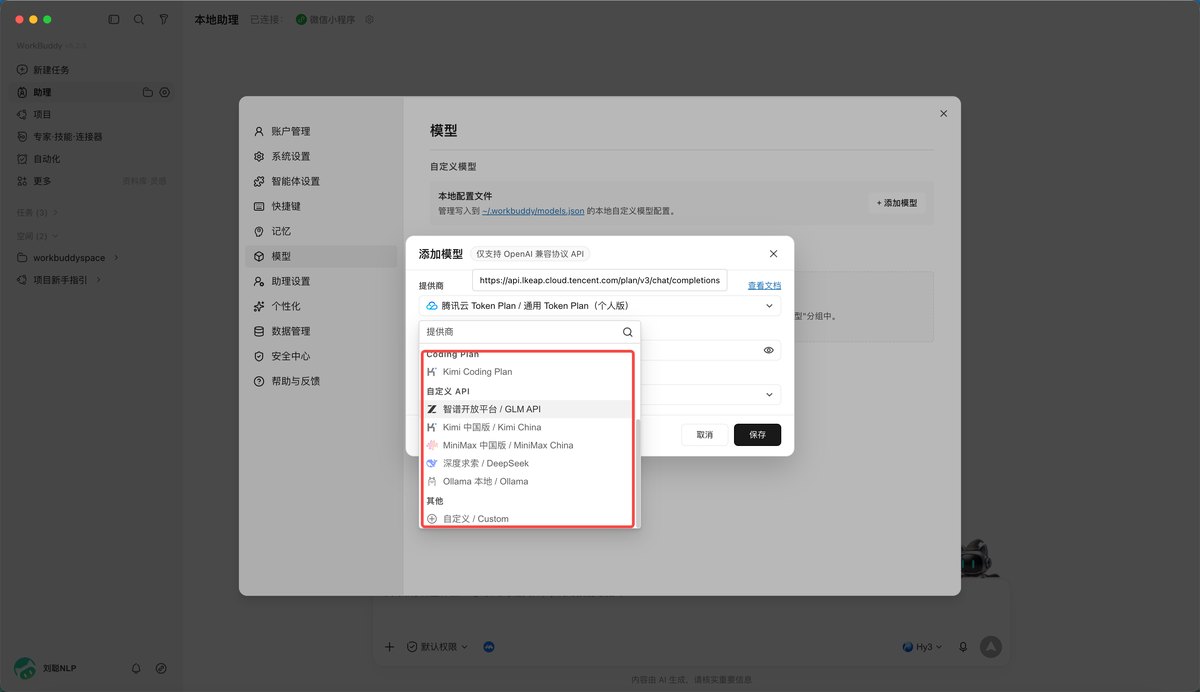 本地助理 已连接: 微信小程序
WorkBuddy
新建任务
助理
项目
专家·技能·连接器
自动化
更多 资料库·灵感
任务 (3)
空间 (2)
workbuddyspace
项目新手指引
刘聪NLP
账户管理
系统设置
智能体设置
快捷键
记忆
模型
助理设置
个性化
数据管理
安全中心
帮助与反馈
模型
自定义模型
本地配置文件
管理写入到 ~/.workbuddy/models.json 的本地自定义模型配置。
+ 添加模型
型"分组中。
添加模型 仅支持 OpenAI 兼容协议 API
提供商 https://api.lkeap.cloud.tencent.com/plan/v3/chat/completions 查看文档
腾讯云 Token Plan / 通用 Token Plan（个人版）
提供商
Coding Plan
Kimi Coding Plan
自定义 API
智谱开放平台 / GLM API
Kimi 中国版 / Kimi China
MiniMax 中国版 / MiniMax China
深度求索 / DeepSeek
Ollama 本地 / Ollama
其他
自定义 / Custom
取消 保存
默认权限
Hy3
内容由 AI 生成，请核实重要信息